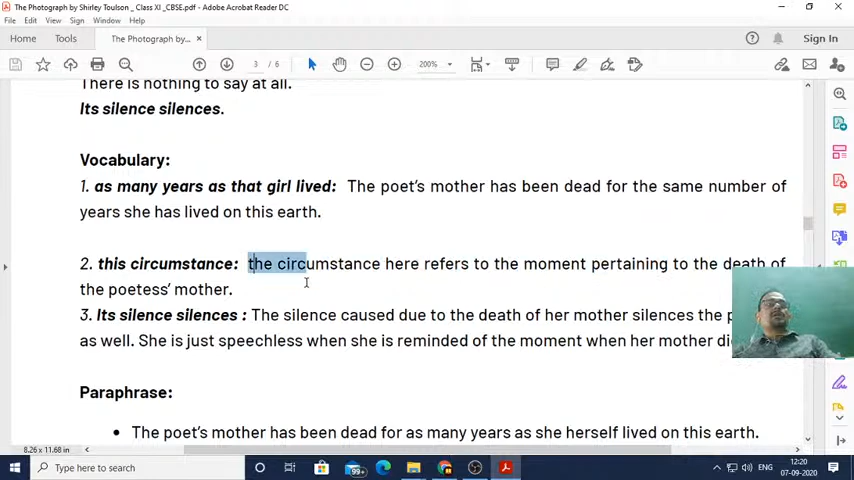 The Photograph by Shirley Toulson _ Class XI _CBSE.pdf - Adobe Acrobat Reader DC
File Edit View Sign Window Help
Home Tools The Photograph by... × Sign In
3 / 6 200%
There is nothing to say at all.
Its silence silences.
Vocabulary:
1. as many years as that girl lived: The poet's mother has been dead for the same number of
years she has lived on this earth.
2. this circumstance: the circumstance here refers to the moment pertaining to the death of
the poetess' mother.
3. Its silence silences : The silence caused due to the death of her mother silences the
as well. She is just speechless when she is reminded of the moment when her mother
Paraphrase:
• The poet's mother has been dead for as many years as she herself lived on this earth.
8.26 x 11.68 in
Type here to search
99+
ENG
12:20
07-09-2020